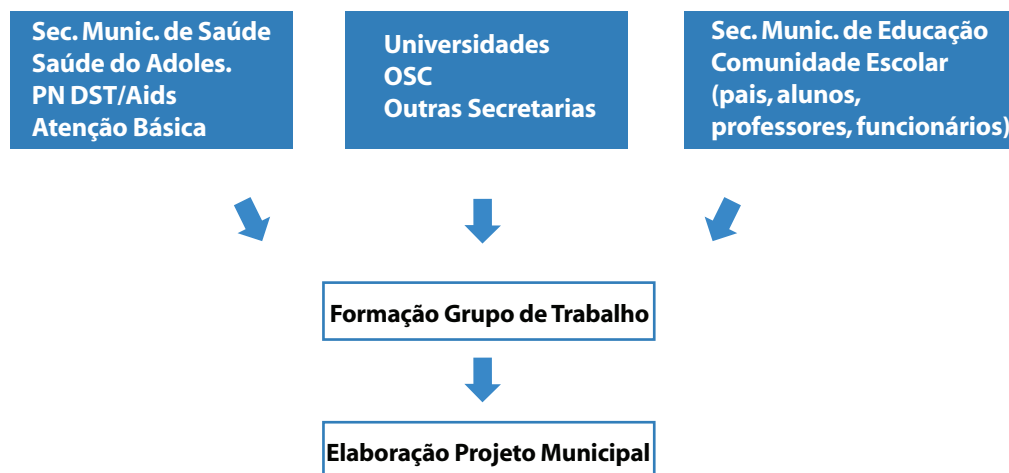 Sec. Munic. de Saúde
Saúde do Adoles.
PN DST/Aids
Atenção Básica
Universidades
OSC
Outras Secretarias
Sec. Munic. de Educação
Comunidade Escolar
(pais, alunos,
professores, funcionários)
Formação Grupo de Trabalho
Elaboração Projeto Municipal